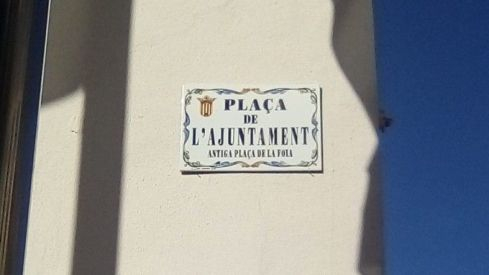 PLAÇA
DE
L'AJUNTAMENT
ANTIGA PLAÇA DE LA FOIA